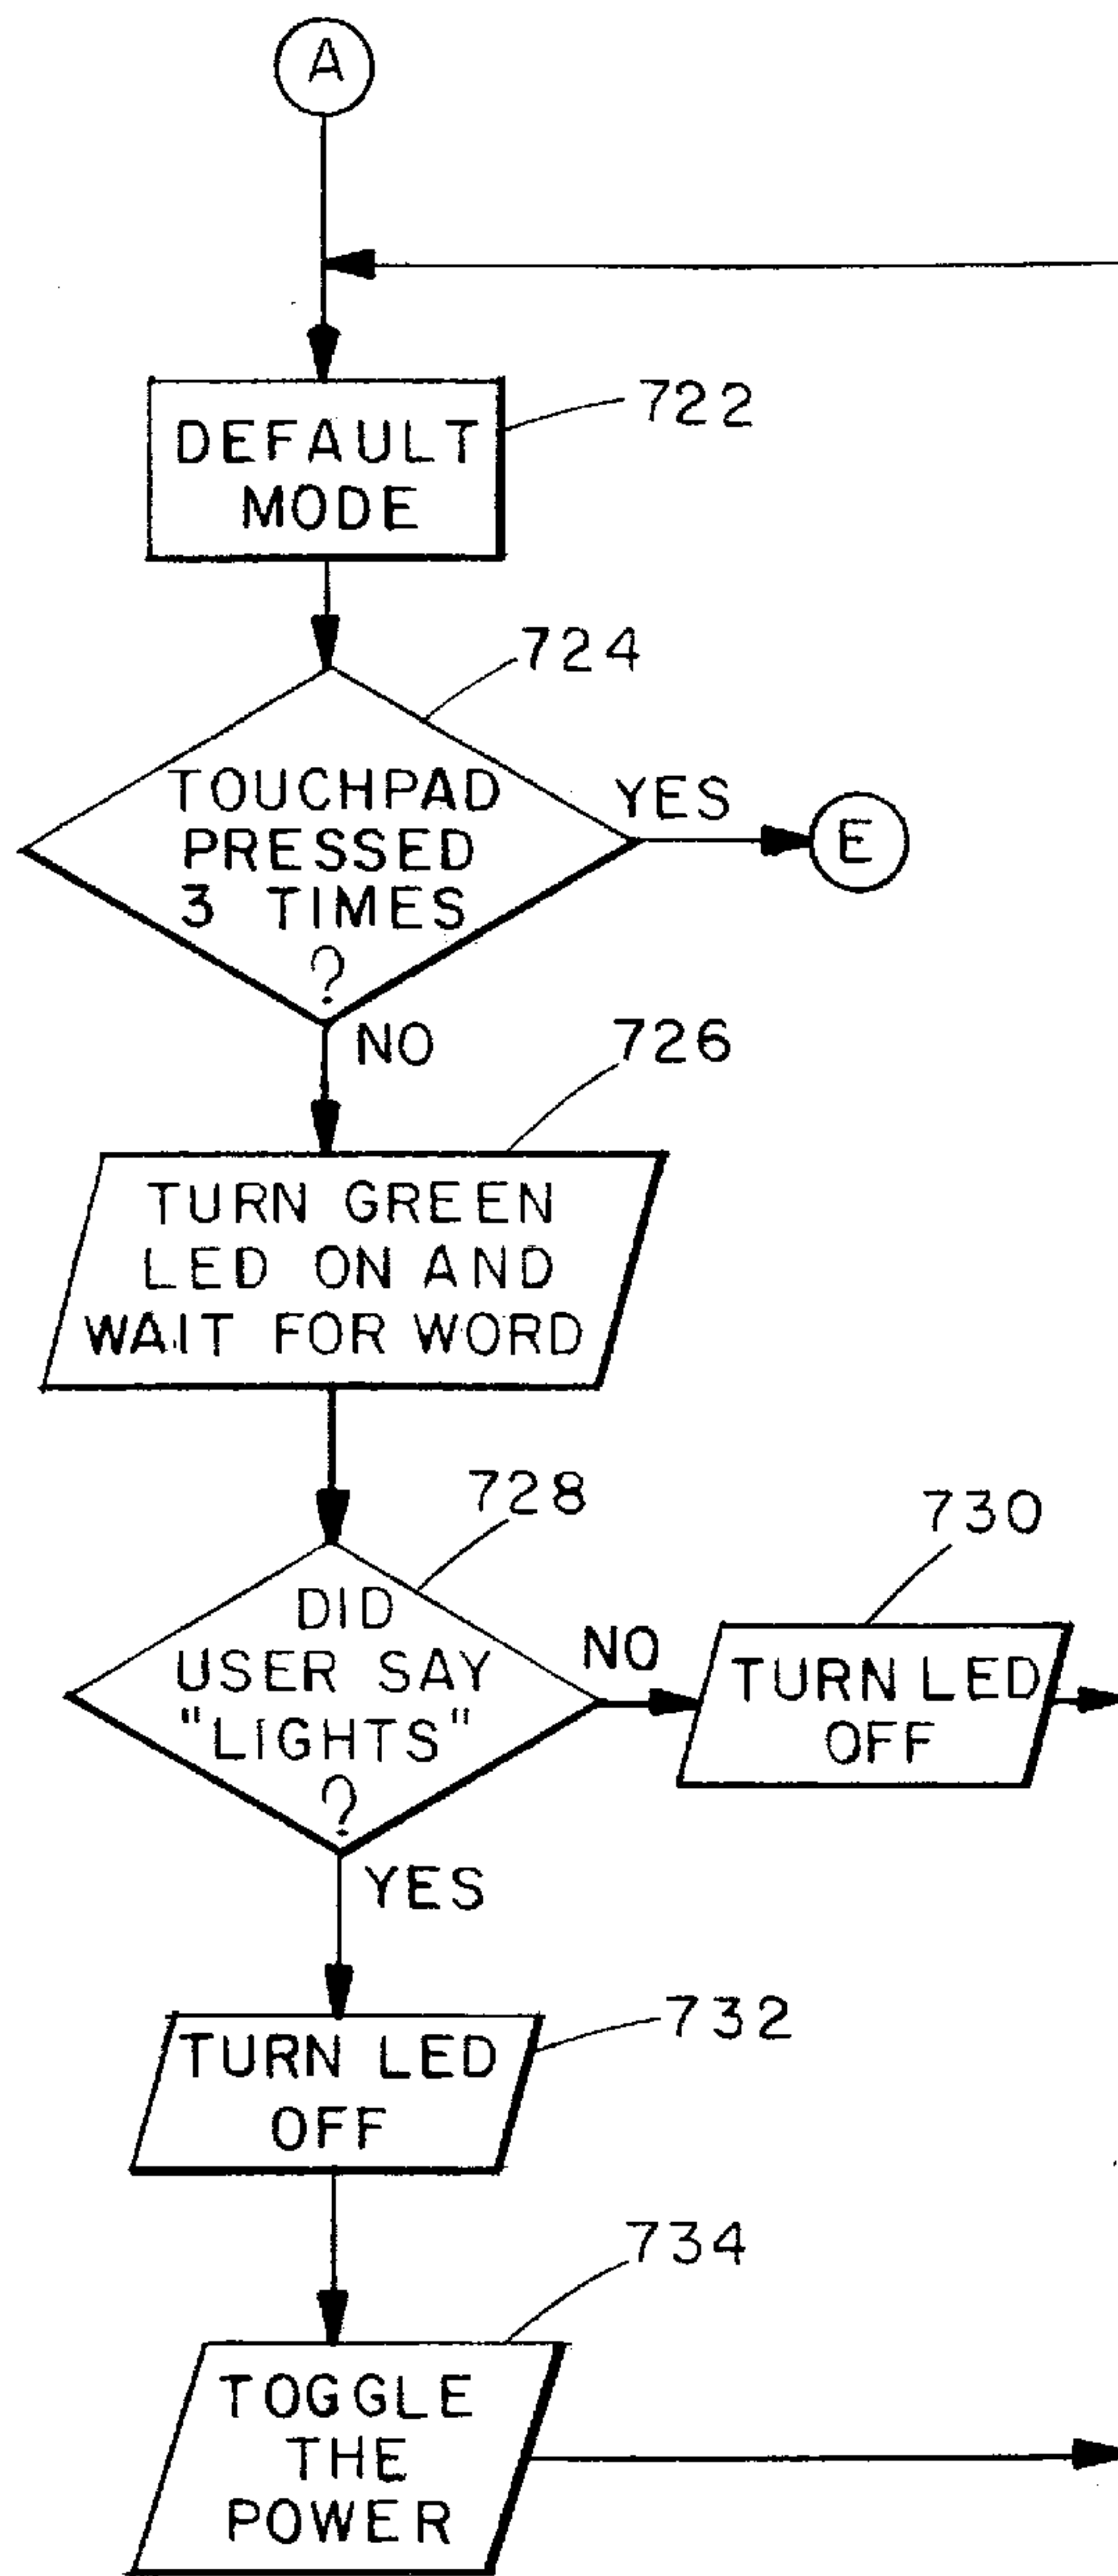 A
722
DEFAULT
MODE
724
TOUCHPAD
PRESSED
3 TIMES
?
YES
E
NO
726
TURN GREEN
LED ON AND
WAIT FOR WORD
728
DID
USER SAY
"LIGHTS"
?
NO
730
TURN LED
OFF
YES
732
TURN LED
OFF
734
TOGGLE
THE
POWER